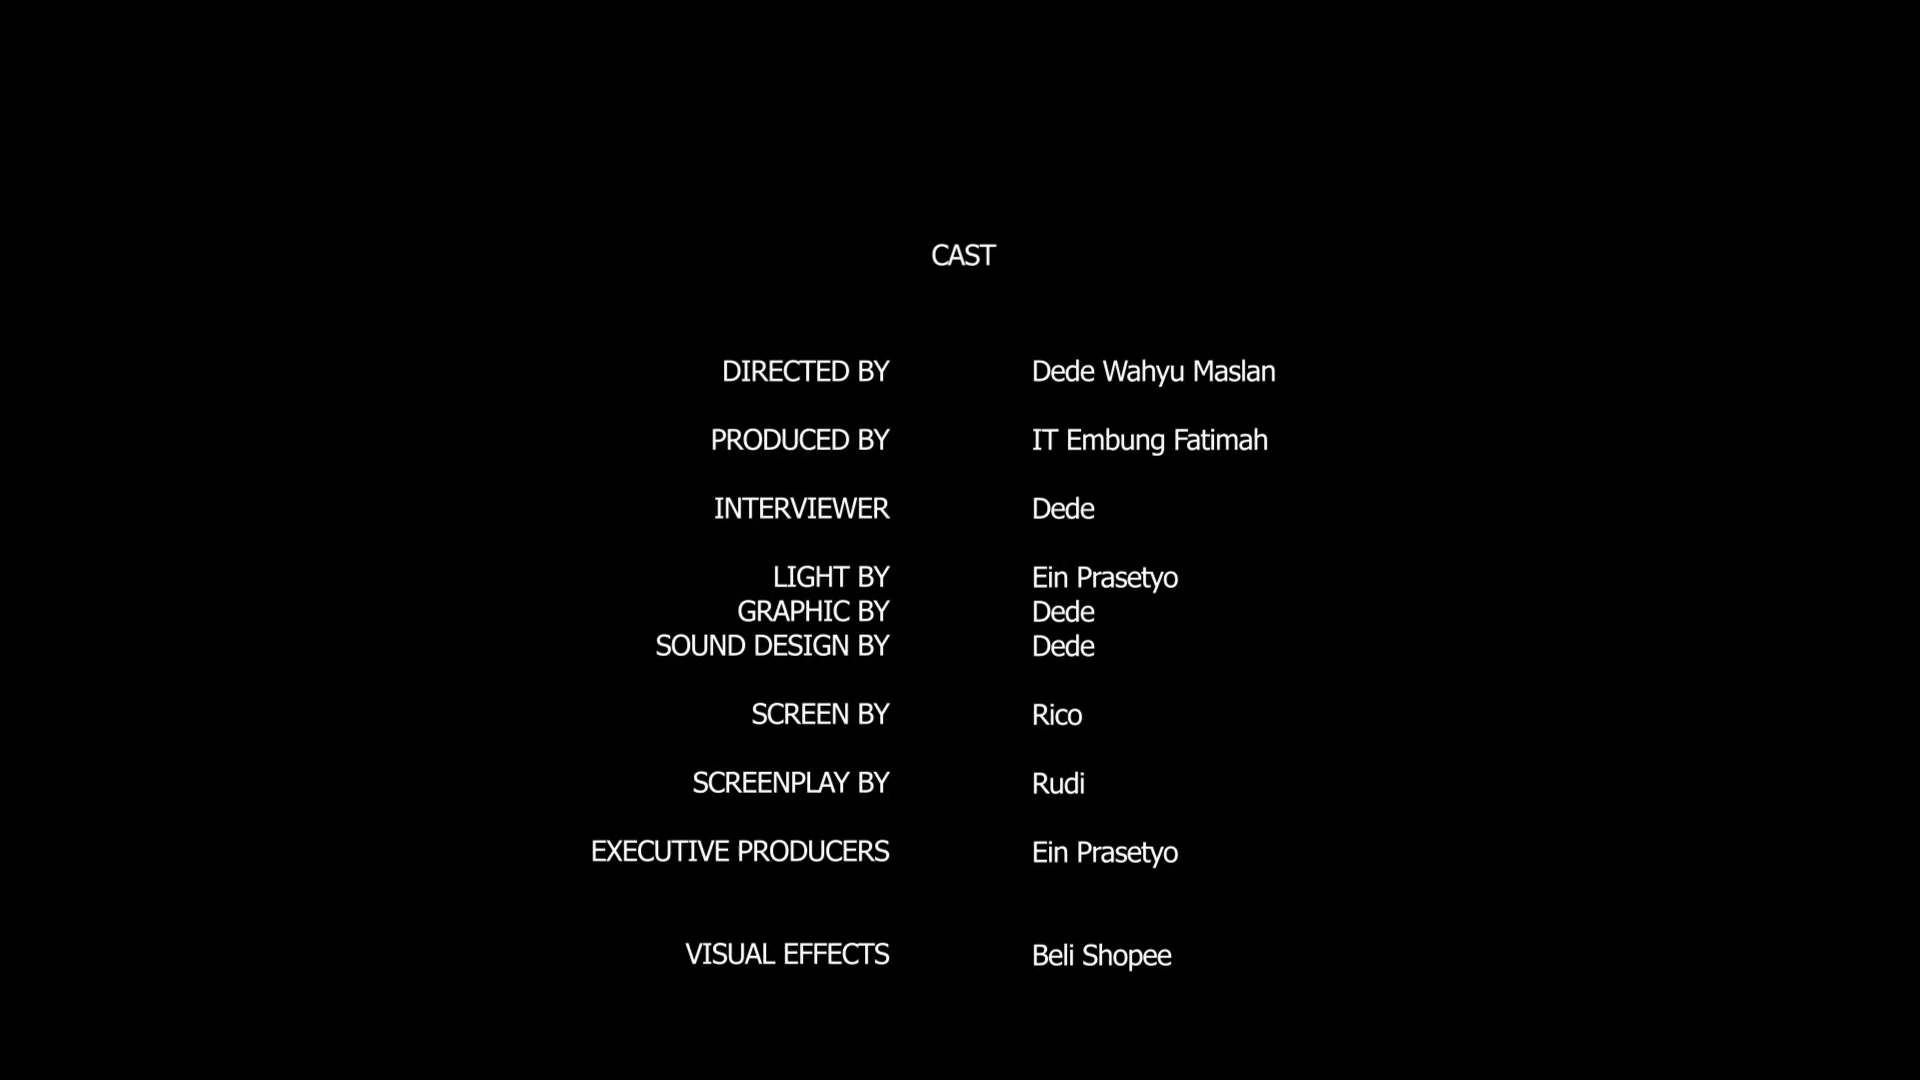 CAST
DIRECTED BY Dede Wahyu Maslan
PRODUCED BY IT Embung Fatimah
INTERVIEWER Dede
LIGHT BY Ein Prasetyo
GRAPHIC BY Dede
SOUND DESIGN BY Dede
SCREEN BY Rico
SCREENPLAY BY Rudi
EXECUTIVE PRODUCERS Ein Prasetyo
VISUAL EFFECTS Beli Shopee